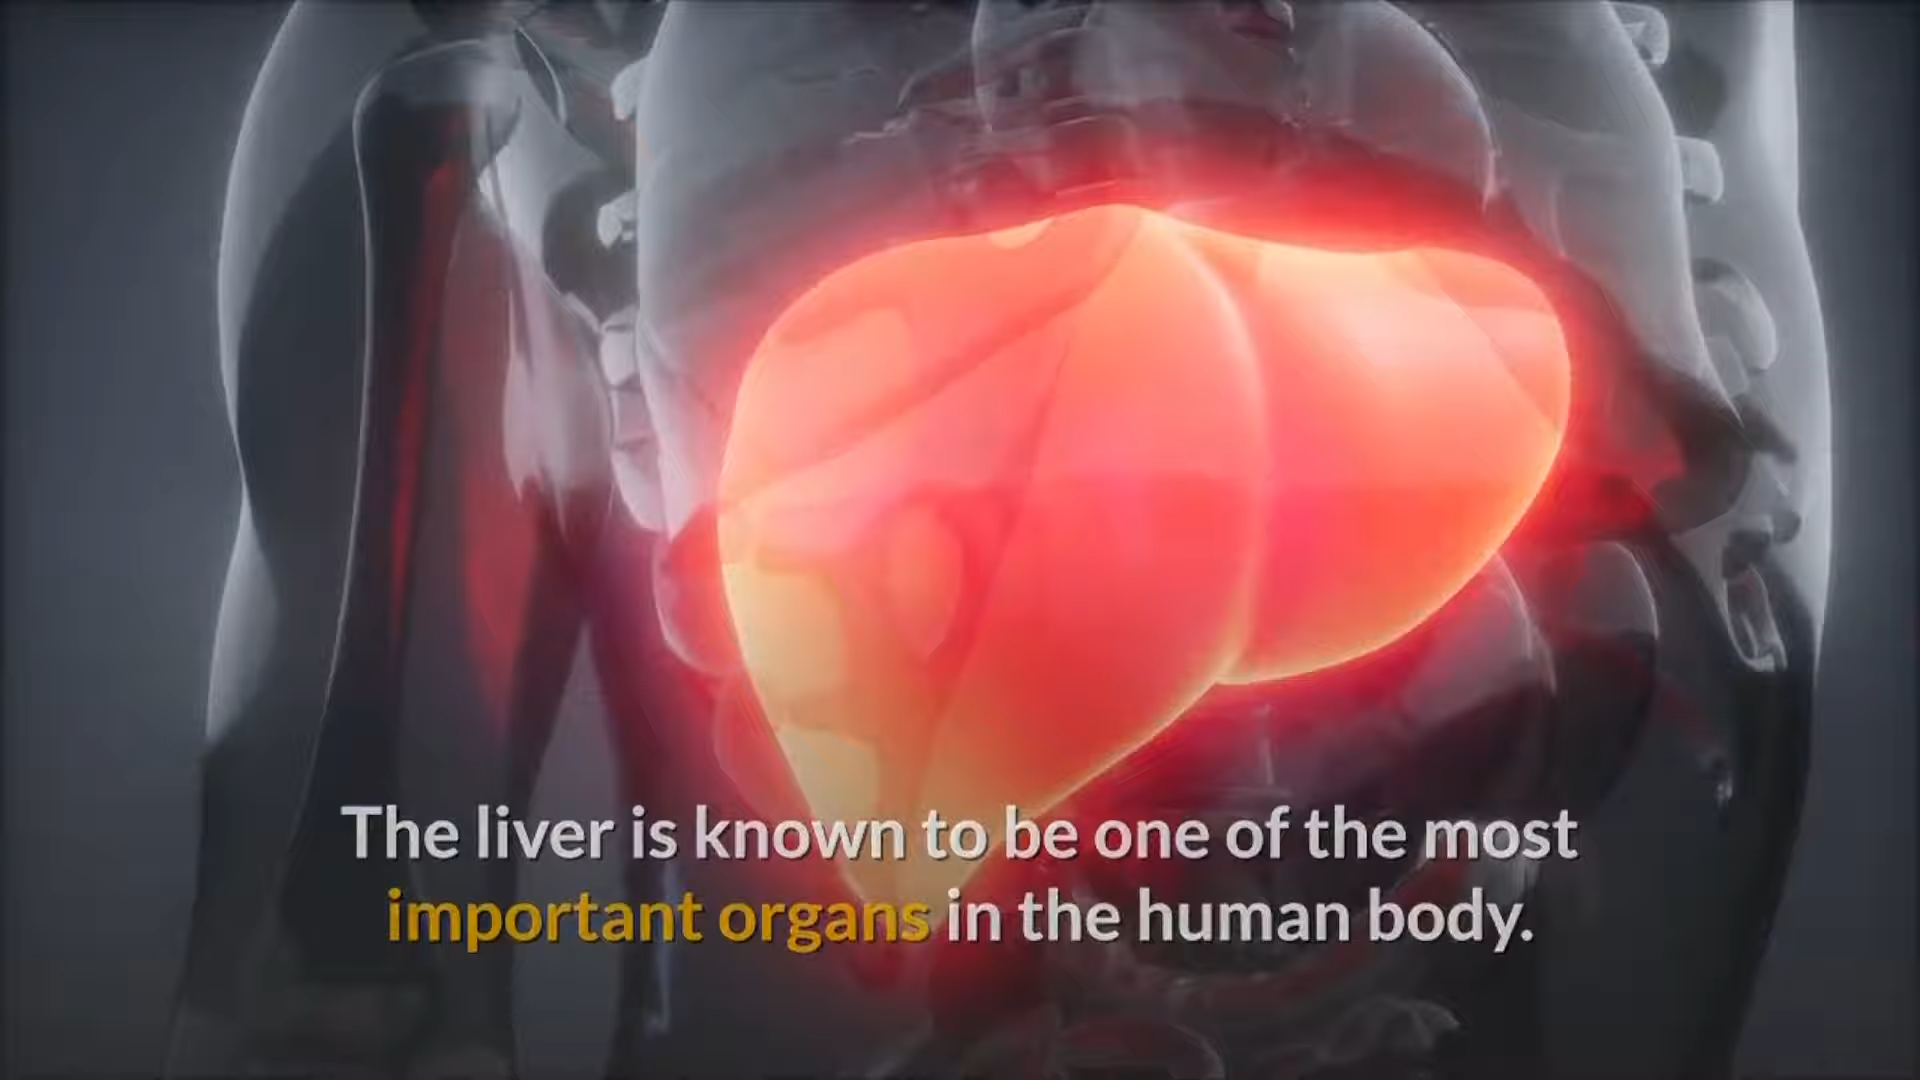 The liver is known to be one of the most
important organs in the human body.